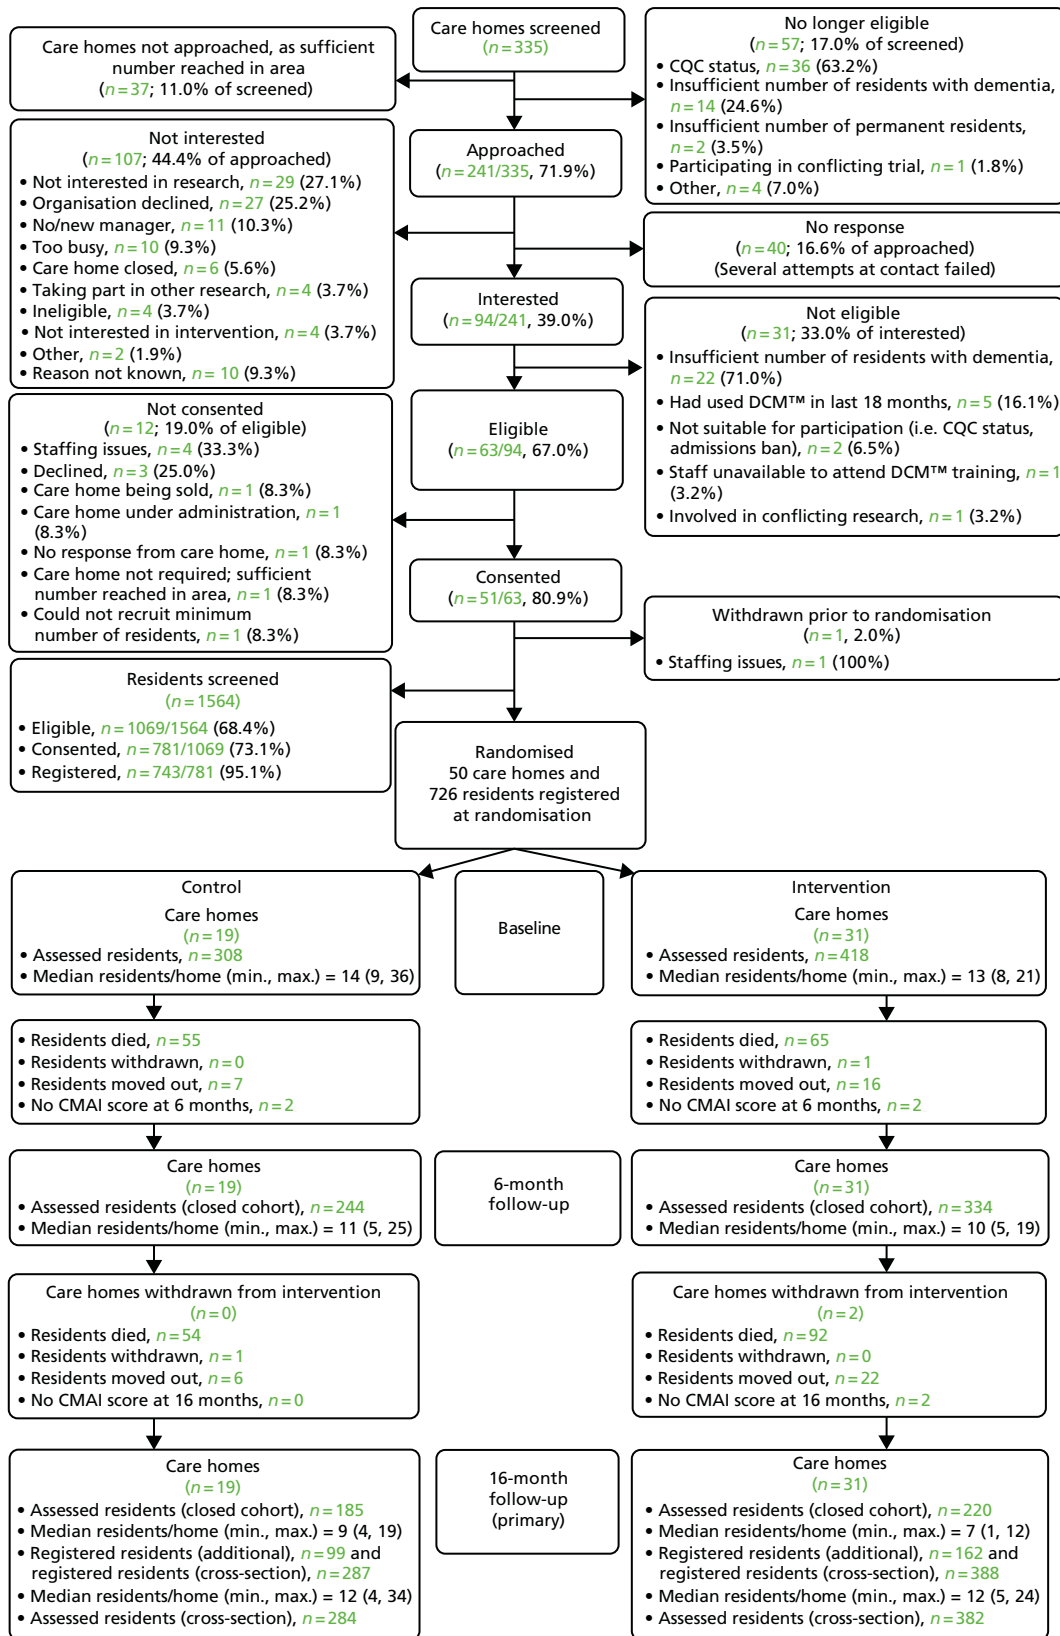 Care homes screened
(n=335)
Care homes not approached, as sufficient
number reached in area
(n=37; 11.0% of screened)
No longer eligible
(n=57; 17.0% of screened)
• CQC status, n=36 (63.2%)
• Insufficient number of residents with dementia,
n=14 (24.6%)
• Insufficient number of permanent residents,
n=2 (3.5%)
• Participating in conflicting trial, n=1 (1.8%)
• Other, n=4 (7.0%)
Approached
(n=241/335, 71.9%)
Not interested
(n=107; 44.4% of approached)
• Not interested in research, n=29 (27.1%)
• Organisation declined, n=27 (25.2%)
• No/new manager, n=11 (10.3%)
• Too busy, n=10 (9.3%)
• Care home closed, n=6 (5.6%)
• Taking part in other research, n=4 (3.7%)
• Ineligible, n=4 (3.7%)
• Not interested in intervention, n=4 (3.7%)
• Other, n=2 (1.9%)
• Reason not known, n=10 (9.3%)
No response
(n=40; 16.6% of approached)
(Several attempts at contact failed)
Interested
(n=94/241, 39.0%)
Not eligible
(n=31; 33.0% of interested)
• Insufficient number of residents with dementia,
n=22 (71.0%)
• Had used DCM™ in last 18 months, n=5 (16.1%)
• Not suitable for participation (i.e. CQC status,
admissions ban), n=2 (6.5%)
• Staff unavailable to attend DCM™ training, n=1
(3.2%)
• Involved in conflicting research, n=1 (3.2%)
Eligible
(n=63/94, 67.0%)
Not consented
(n=12; 19.0% of eligible)
• Staffing issues, n=4 (33.3%)
• Declined, n=3 (25.0%)
• Care home being sold, n=1 (8.3%)
• Care home under administration, n=1
(8.3%)
• No response from care home, n=1 (8.3%)
• Care home not required; sufficient
number reached in area, n=1 (8.3%)
• Could not recruit minimum
number of residents, n=1 (8.3%)
Consented
(n=51/63, 80.9%)
Withdrawn prior to randomisation
(n=1, 2.0%)
• Staffing issues, n=1 (100%)
Residents screened
(n=1564)
• Eligible, n=1069/1564 (68.4%)
• Consented, n=781/1069 (73.1%)
• Registered, n=743/781 (95.1%)
Randomised
50 care homes and
726 residents registered
at randomisation
Control
Care homes
(n=19)
• Assessed residents, n=308
• Median residents/home (min., max.) = 14 (9, 36)
Baseline
Intervention
Care homes
(n=31)
• Assessed residents, n=418
• Median residents/home (min., max.) = 13 (8, 21)
• Residents died, n=55
• Residents withdrawn, n=0
• Residents moved out, n=7
• No CMAI score at 6 months, n=2
• Residents died, n=65
• Residents withdrawn, n=1
• Residents moved out, n=16
• No CMAI score at 6 months, n=2
Care homes
(n=19)
• Assessed residents (closed cohort), n=244
• Median residents/home (min., max.) = 11 (5, 25)
6-month
follow-up
Care homes
(n=31)
• Assessed residents (closed cohort), n=334
• Median residents/home (min., max.) = 10 (5, 19)
Care homes withdrawn from intervention
(n=0)
• Residents died, n=54
• Residents withdrawn, n=1
• Residents moved out, n=6
• No CMAI score at 16 months, n=0
Care homes withdrawn from intervention
(n=2)
• Residents died, n=92
• Residents withdrawn, n=0
• Residents moved out, n=22
• No CMAI score at 16 months, n=2
Care homes
(n=19)
• Assessed residents (closed cohort), n=185
• Median residents/home (min., max.) = 9 (4, 19)
• Registered residents (additional), n=99 and
registered residents (cross-section), n=287
• Median residents/home (min., max.) = 12 (4, 34)
• Assessed residents (cross-section), n=284
16-month
follow-up
(primary)
Care homes
(n=31)
• Assessed residents (closed cohort), n=220
• Median residents/home (min., max.) = 7 (1, 12)
• Registered residents (additional), n=162 and
registered residents (cross-section), n=388
• Median residents/home (min., max.) = 12 (5, 24)
• Assessed residents (cross-section), n=382